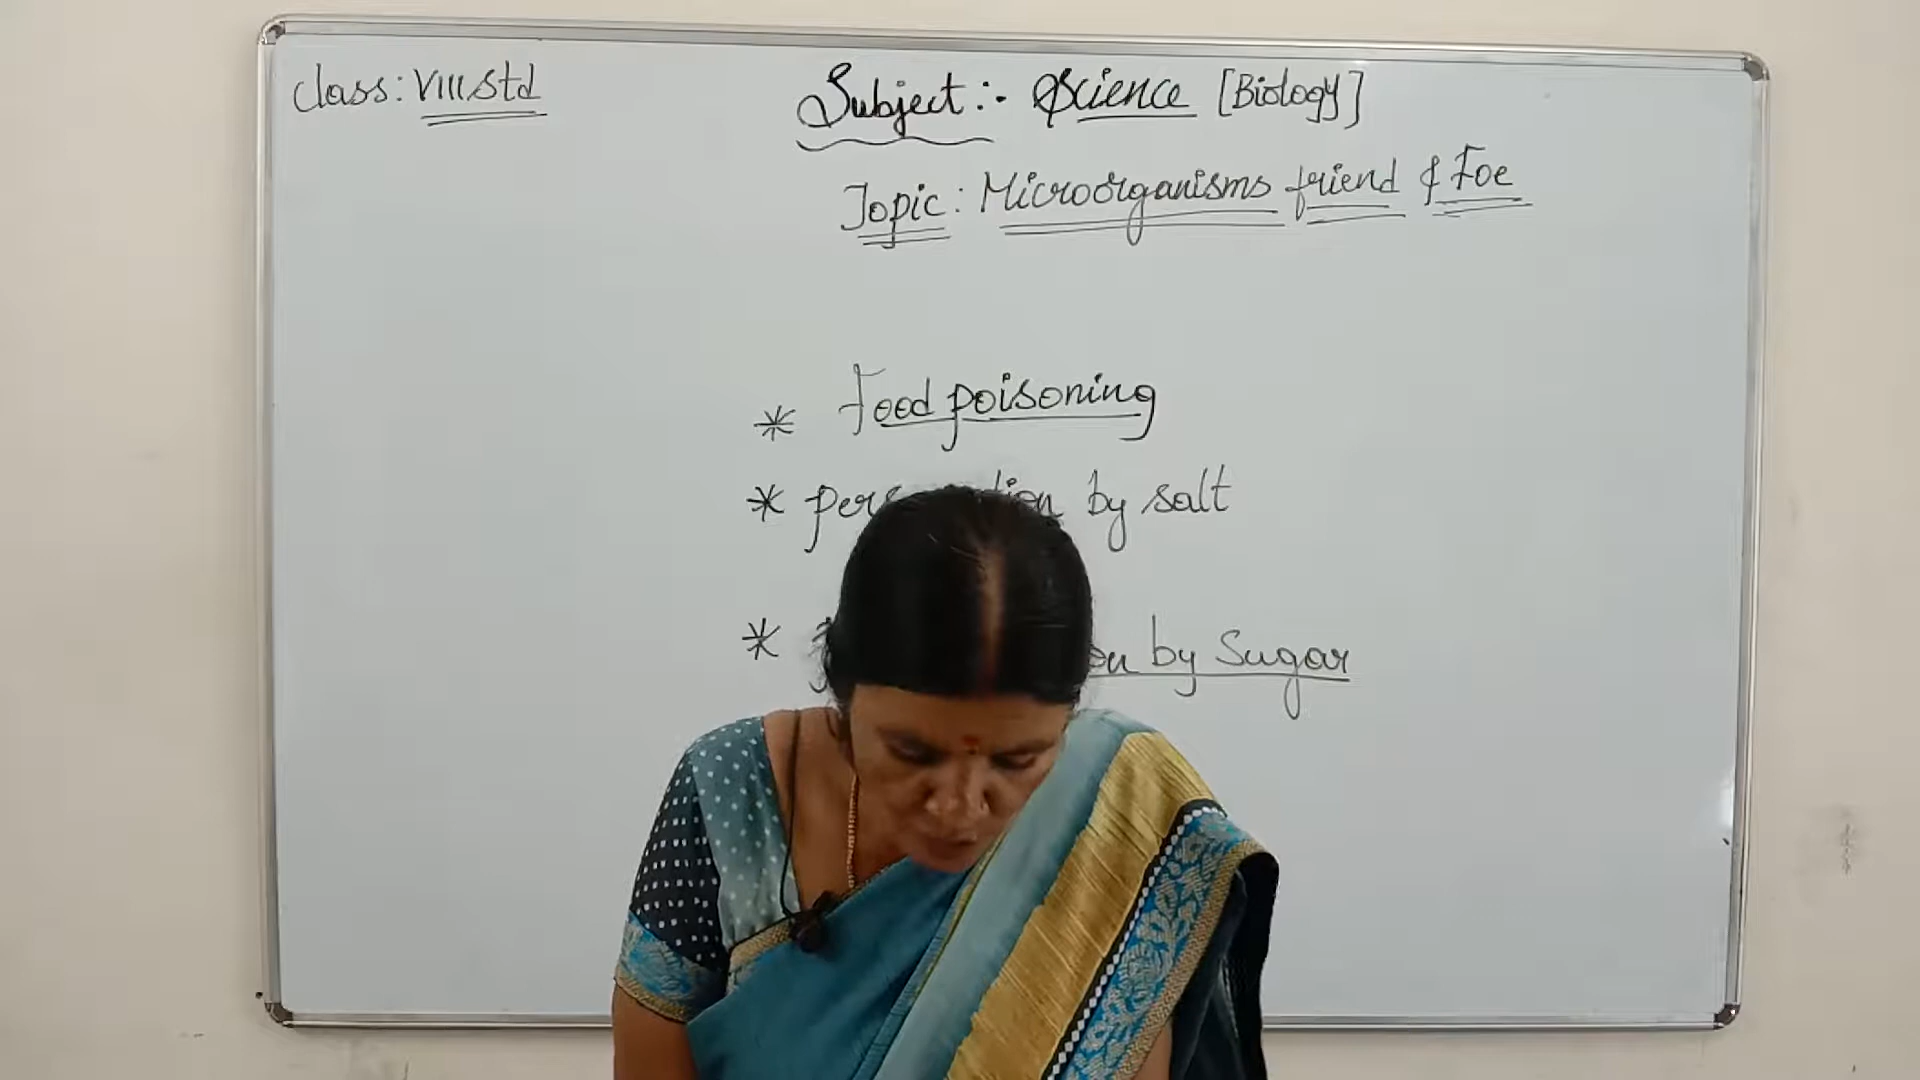 Class: VIII Std
Subject:- Science [Biology]
Topic: Microorganisms friend & Foe
* Food poisoning
* by salt
* by Sugar